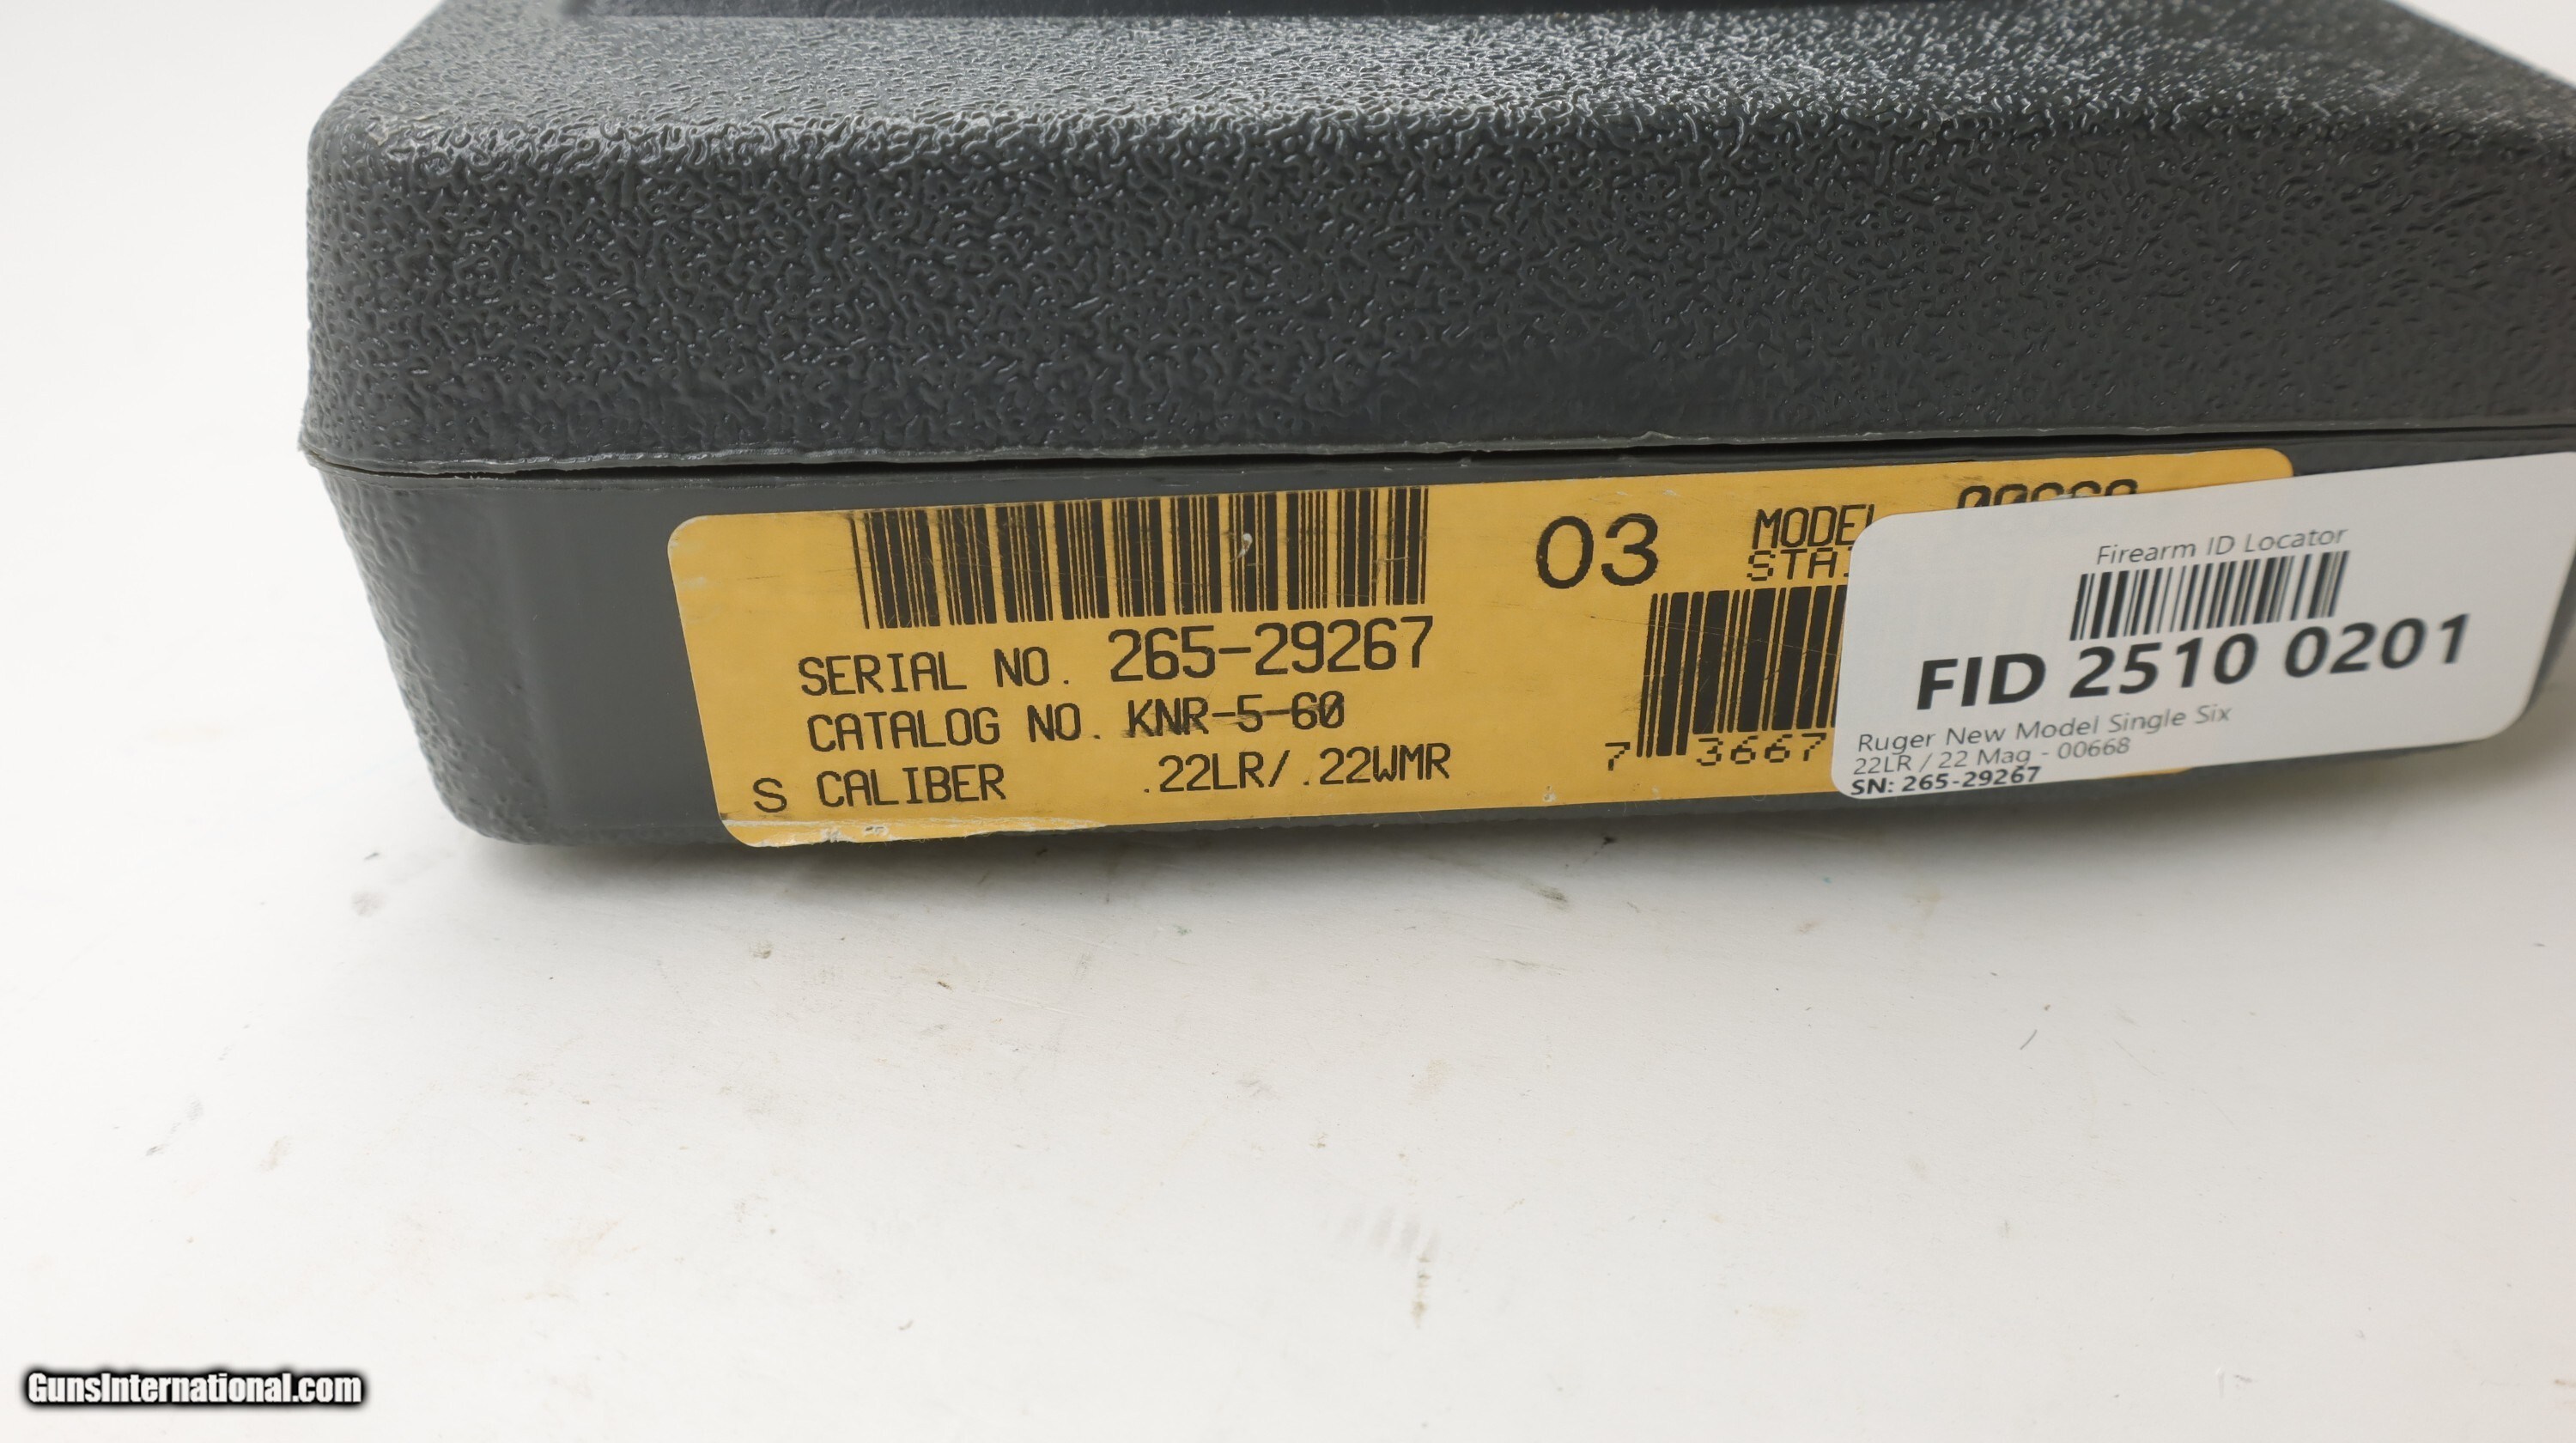 03
MODEL
SERIAL NO. 265-29267
CATALOG NO. KNR-5-60
S CALIBER .22LR/.22WMR
7 3667
Firearm ID Locator
FID 2510 0201
Ruger New Model Single Six
22LR / 22 Mag - 00668
SN: 265-29267
GunsInternational.com